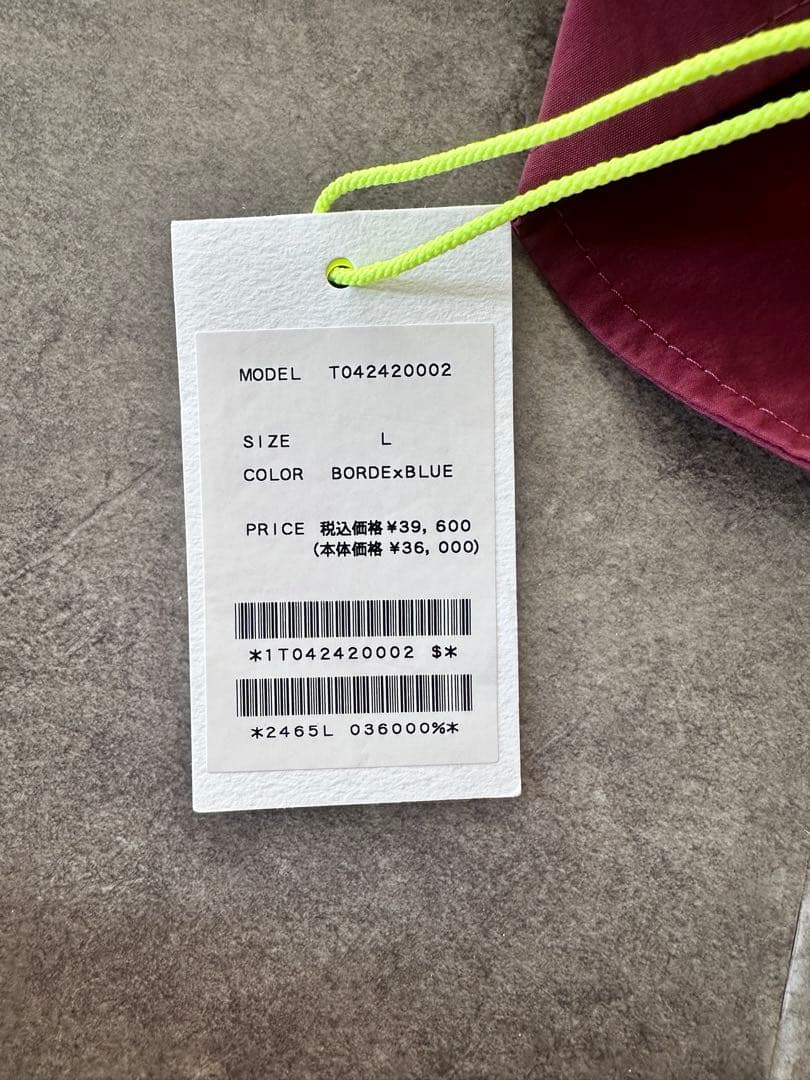 MODEL T042420002
SIZE L
COLOR BORDExBLUE
PRICE 税込価格 ¥39,600
(本体価格 ¥36,000)
*1T042420002 $*
*2465L 036000%*